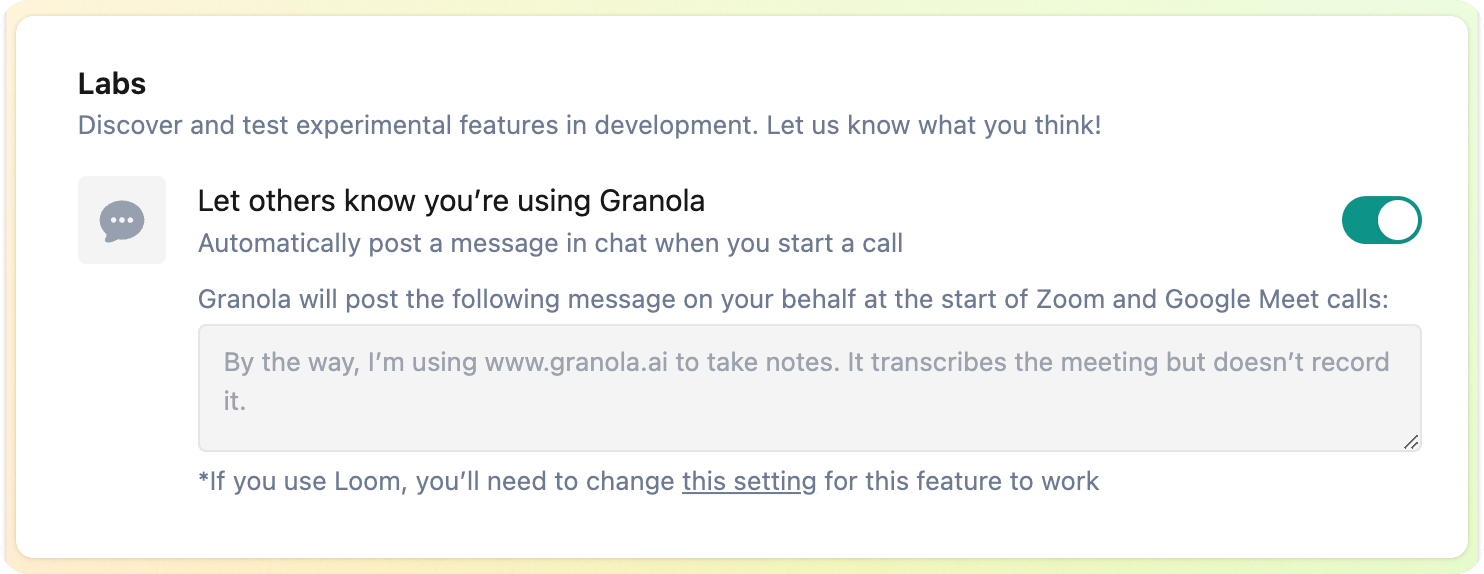 Labs
Discover and test experimental features in development. Let us know what you think!
Let others know you’re using Granola
Automatically post a message in chat when you start a call
Granola will post the following message on your behalf at the start of Zoom and Google Meet calls:
By the way, I’m using www.granola.ai to take notes. It transcribes the meeting but doesn’t record
it.
*If you use Loom, you’ll need to change this setting for this feature to work